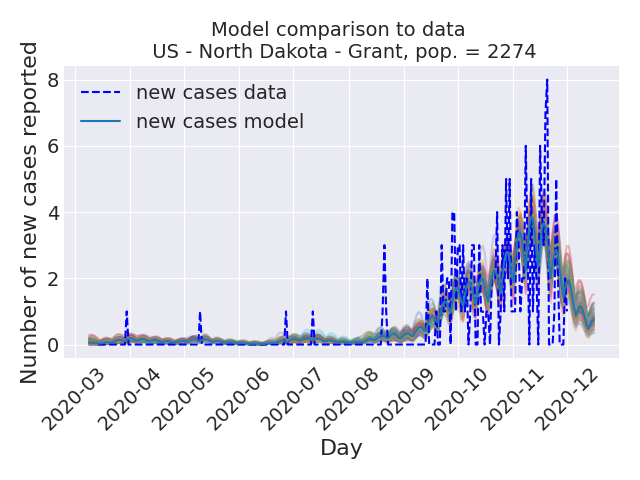 Model comparison to data
US - North Dakota - Grant, pop. = 2274
Number of new cases reported
8
6
4
2
0
new cases data
new cases model
2020-03
2020-04
2020-05
2020-06
2020-07
2020-08
2020-09
2020-10
2020-11
2020-12
Day